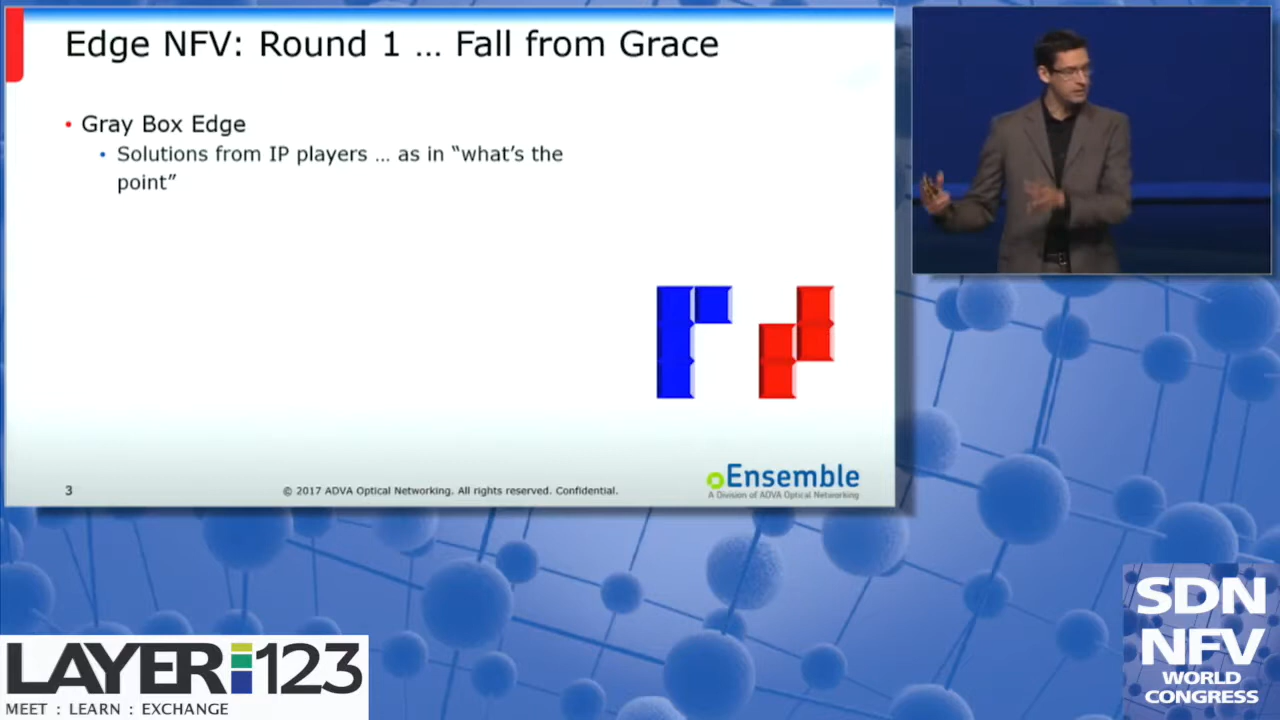 Edge NFV: Round 1 … Fall from Grace
• Gray Box Edge
• Solutions from IP players … as in “what’s the
point”
3
© 2017 ADVA Optical Networking. All rights reserved. Confidential.
Ensemble
A Division of ADVA Optical Networking
LAYER123
MEET : LEARN : EXCHANGE
SDN
NFV
WORLD
CONGRESS